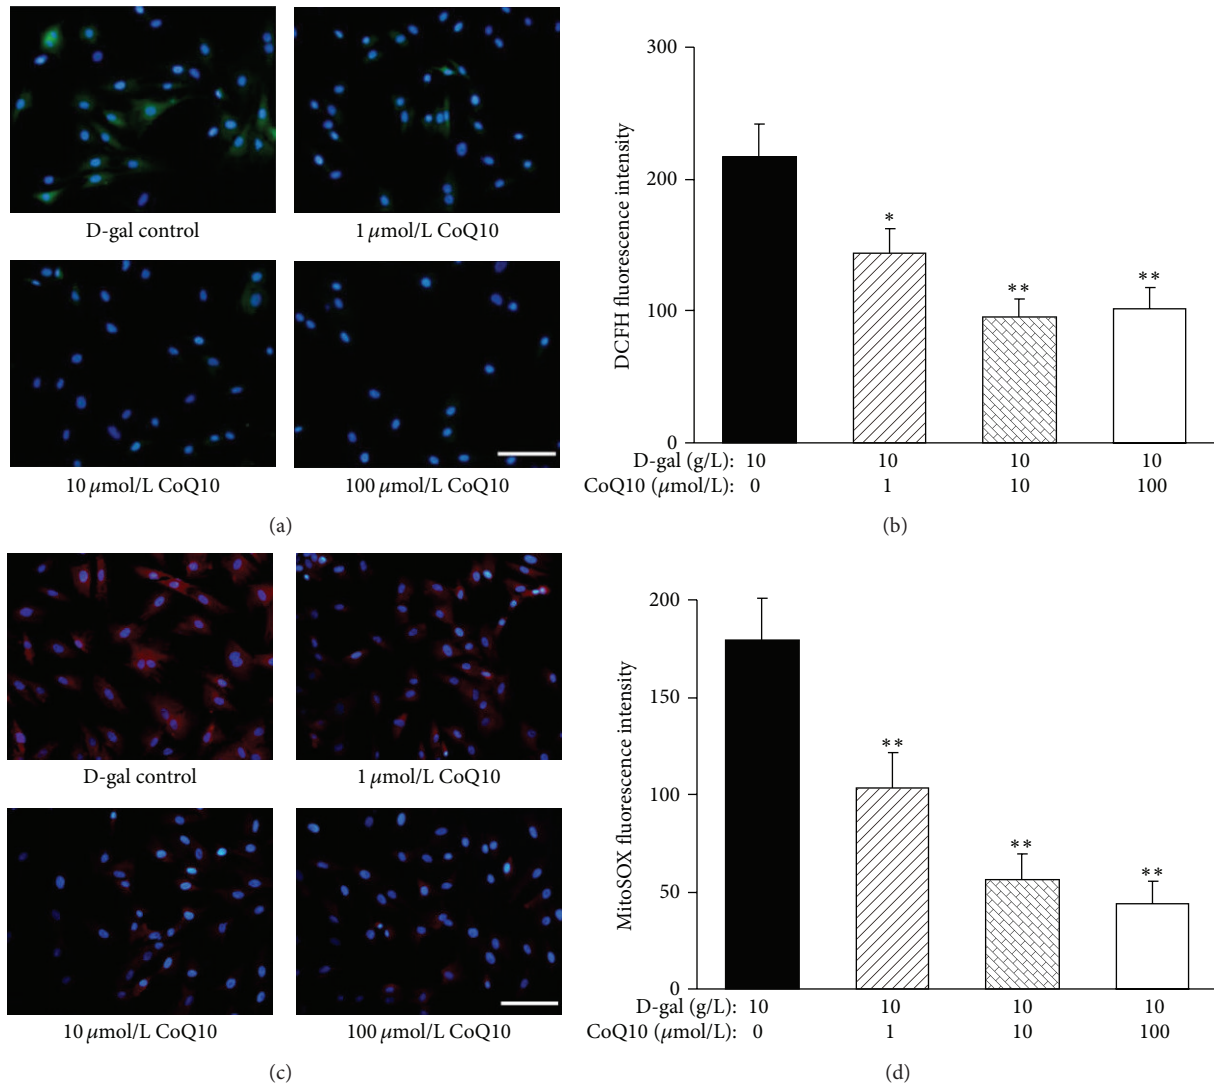 D-gal control
1 μmol/L CoQ10
10 μmol/L CoQ10
100 μmol/L CoQ10
(a)
DCFH fluorescence intensity
300
200
100
0
*
**
**
D-gal (g/L): 10 10 10 10
CoQ10 (μmol/L): 0 1 10 100
(b)
D-gal control
1 μmol/L CoQ10
10 μmol/L CoQ10
100 μmol/L CoQ10
(c)
MitoSOX fluorescence intensity
200
150
100
50
0
**
**
**
D-gal (g/L): 10 10 10 10
CoQ10 (μmol/L): 0 1 10 100
(d)